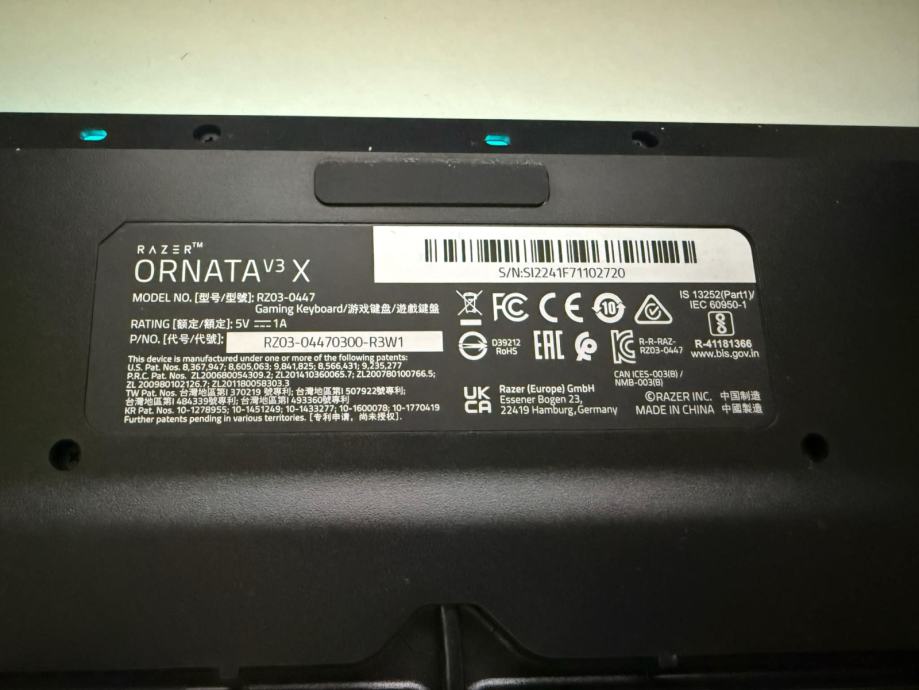 RAZER™
ORNATA V3 X
MODEL NO. [型号/型號]: RZ03-0447
Gaming Keyboard/游戏键盘/遊戲鍵盤
RATING [额定/額定]: 5V ⎓ 1A
P/NO. [代号/代號]:
RZ03-04470300-R3W1
This device is manufactured under one or more of the following patents:
U.S. Pat. Nos. 8,367,947; 8,605,063; 9,841,825; 8,566,431; 9,235,277
P.R.C. Pat. Nos. ZL200680054309.2; ZL201410360065.7; ZL200780100766.5;
ZL 200980102126.7; ZL201180058303.3
TW Pat. Nos. 台灣地區第I 370219 號專利; 台灣地區第I 507922號專利;
台灣地區第I 484339號專利; 台灣地區第I 493360號專利
KR Pat. Nos. 10-1278955; 10-1451249; 10-1433277; 10-1600078; 10-1770419
Further patents pending in various territories. [专利申请，尚未授权].
S/N:SI2241F71102720
FC CE 10
IS 13252(Part1)/
IEC 60950-1
R-41181366
www.bis.gov.in
D39212
RoHS
EAC
R-R-RAZ-
RZ03-0447
CAN ICES-003(B) /
NMB-003(B)
UK
CA
Razer (Europe) GmbH
Essener Bogen 23,
22419 Hamburg,Germany
©RAZER INC. 中国制造
MADE IN CHINA 中國製造